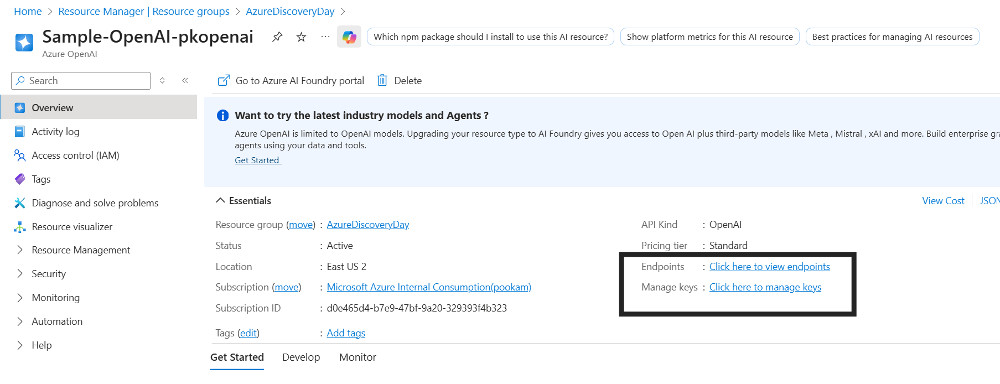 Home > Resource Manager | Resource groups > AzureDiscoveryDay >
Sample-OpenAI-pkopenai
Azure OpenAI
Which npm package should I install to use this AI resource?
Show platform metrics for this AI resource
Best practices for managing AI resources
Search
Go to Azure AI Foundry portal
Delete
Overview
Activity log
Access control (IAM)
Tags
Diagnose and solve problems
Resource visualizer
Resource Management
Security
Monitoring
Automation
Help
Want to try the latest industry models and Agents ?
Azure OpenAI is limited to OpenAI models. Upgrading your resource type to AI Foundry gives you access to Open AI plus third-party models like Meta , Mistral , xAI and more. Build enterprise gra
agents using your data and tools.
Get Started
Essentials
View Cost
JSON
Resource group (move) : AzureDiscoveryDay
Status : Active
Location : East US 2
Subscription (move) : Microsoft Azure Internal Consumption(pookam)
Subscription ID : d0e465d4-b7e9-47bf-9a20-329393f4b323
Tags (edit) : Add tags
API Kind : OpenAI
Pricing tier : Standard
Endpoints : Click here to view endpoints
Manage keys : Click here to manage keys
Get Started
Develop
Monitor